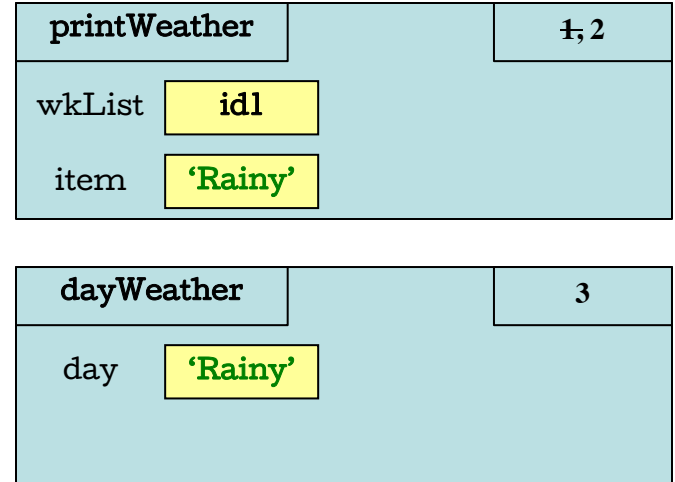 printWeather 1, 2
wkList id1
item ‘Rainy’
dayWeather 3
day ‘Rainy’